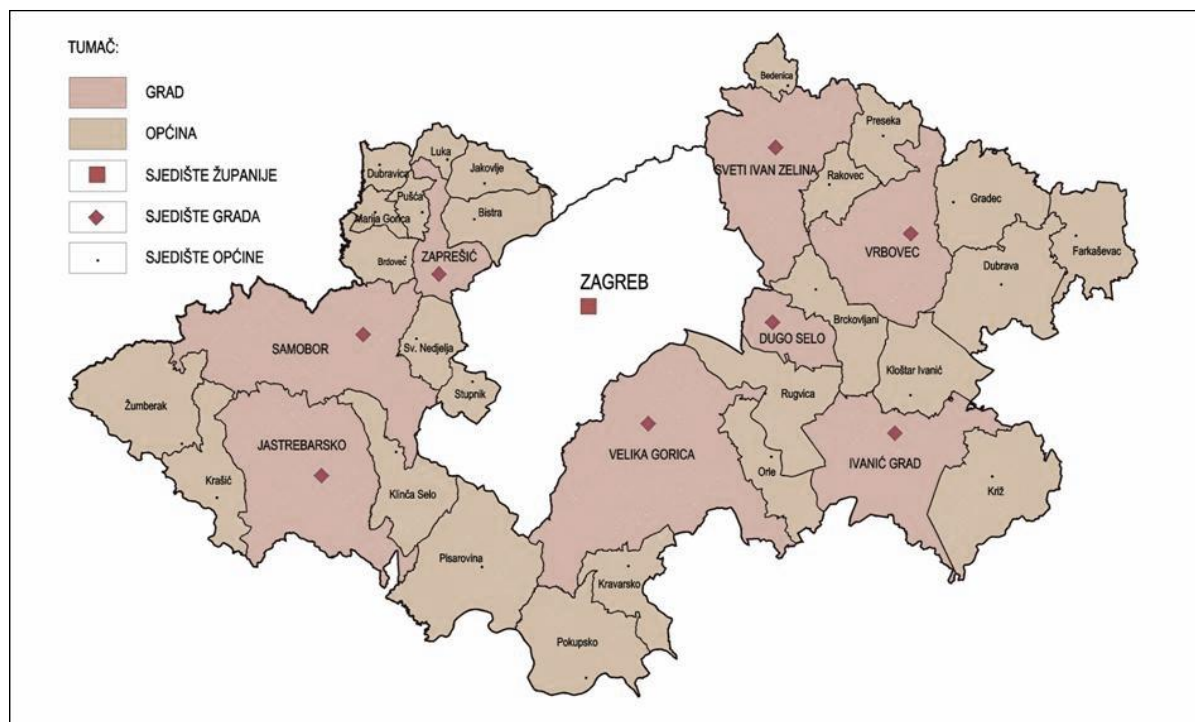 TUMAČ:
GRAD
OPĆINA
SJEDIŠTE ŽUPANIJE
SJEDIŠTE GRADA
SJEDIŠTE OPĆINE
Bedenica
Preseka
SVETI IVAN ZELINA
Rakovec
Gradec
VRBOVEC
Farkaševac
Dubrava
Luka
Jakovlje
Dubravica
Pušća
Marija Gorica
Bistra
Brdovec
ZAPREŠIĆ
ZAGREB
Brckovljani
DUGO SELO
SAMOBOR
Sv. Nedjelja
Kloštar Ivanić
Stupnik
Rugvica
Žumberak
JASTREBARSKO
VELIKA GORICA
Orle
IVANIĆ GRAD
Krašić
Klinča Selo
Križ
Pisarovina
Kravarsko
Pokupsko